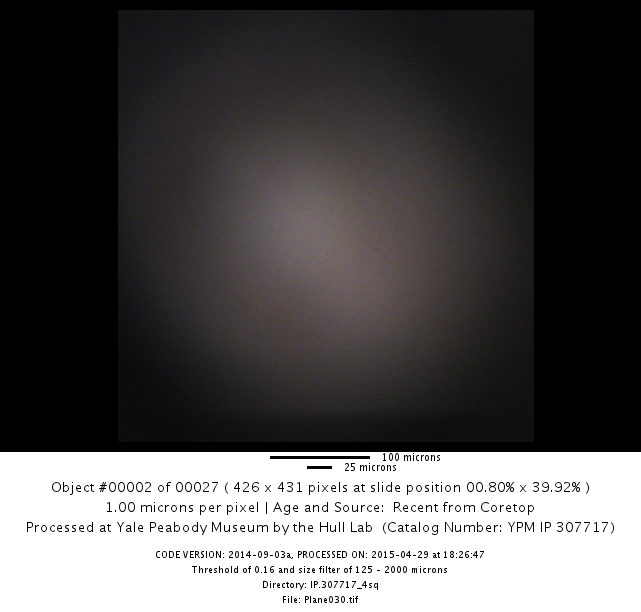 100 microns
25 microns
Object #00002 of 00027 ( 426 x 431 pixels at slide position 00.80% x 39.92% )
1.00 microns per pixel | Age and Source: Recent from Coretop
Processed at Yale Peabody Museum by the Hull Lab (Catalog Number: YPM IP 307717)
CODE VERSION: 2014-09-03a, PROCESSED ON: 2015-04-29 at 18:26:47
Threshold of 0.16 and size filter of 125 - 2000 microns
Directory: IP.307717_4sq
File: Plane030.tif